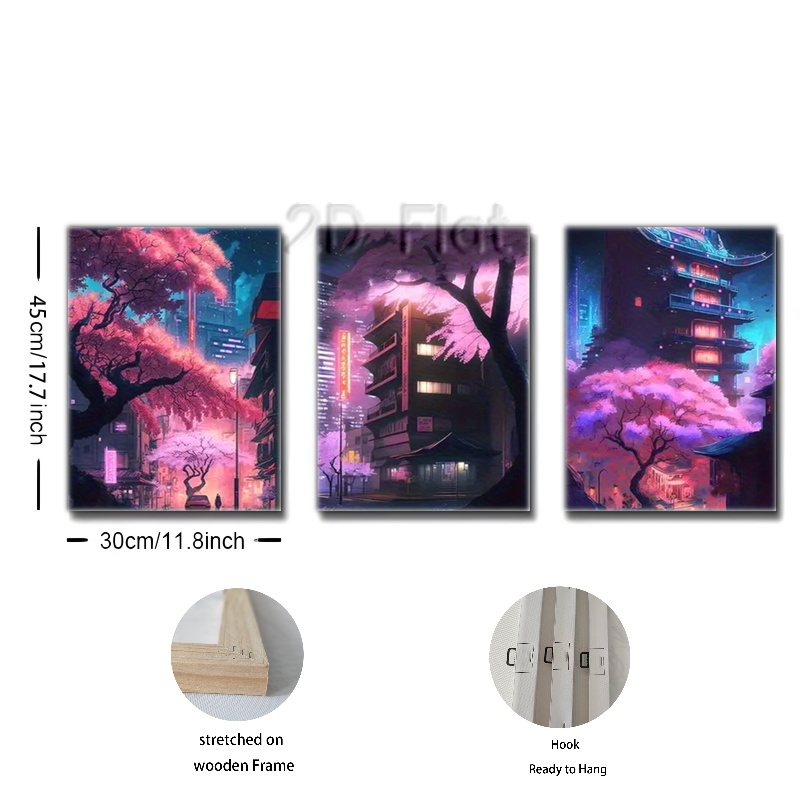 2D Flat
45cm/17.7inch
30cm/11.8inch
stretched on
wooden Frame
Hook
Ready to Hang